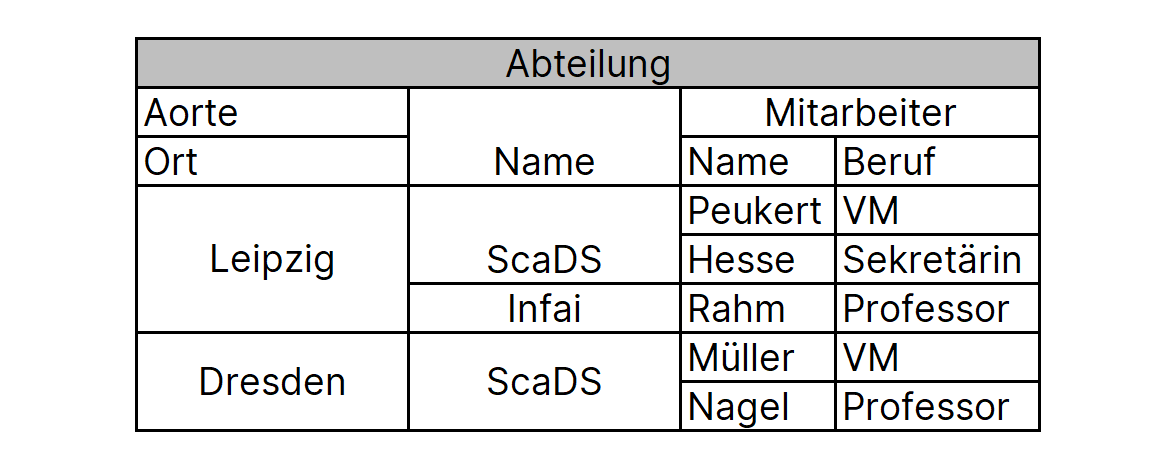 Abteilung
Aorte Mitarbeiter
Ort Name Name Beruf
Peukert VM
Leipzig ScaDS Hesse Sekretärin
Infai Rahm Professor
Müller VM
Dresden ScaDS
Nagel Professor